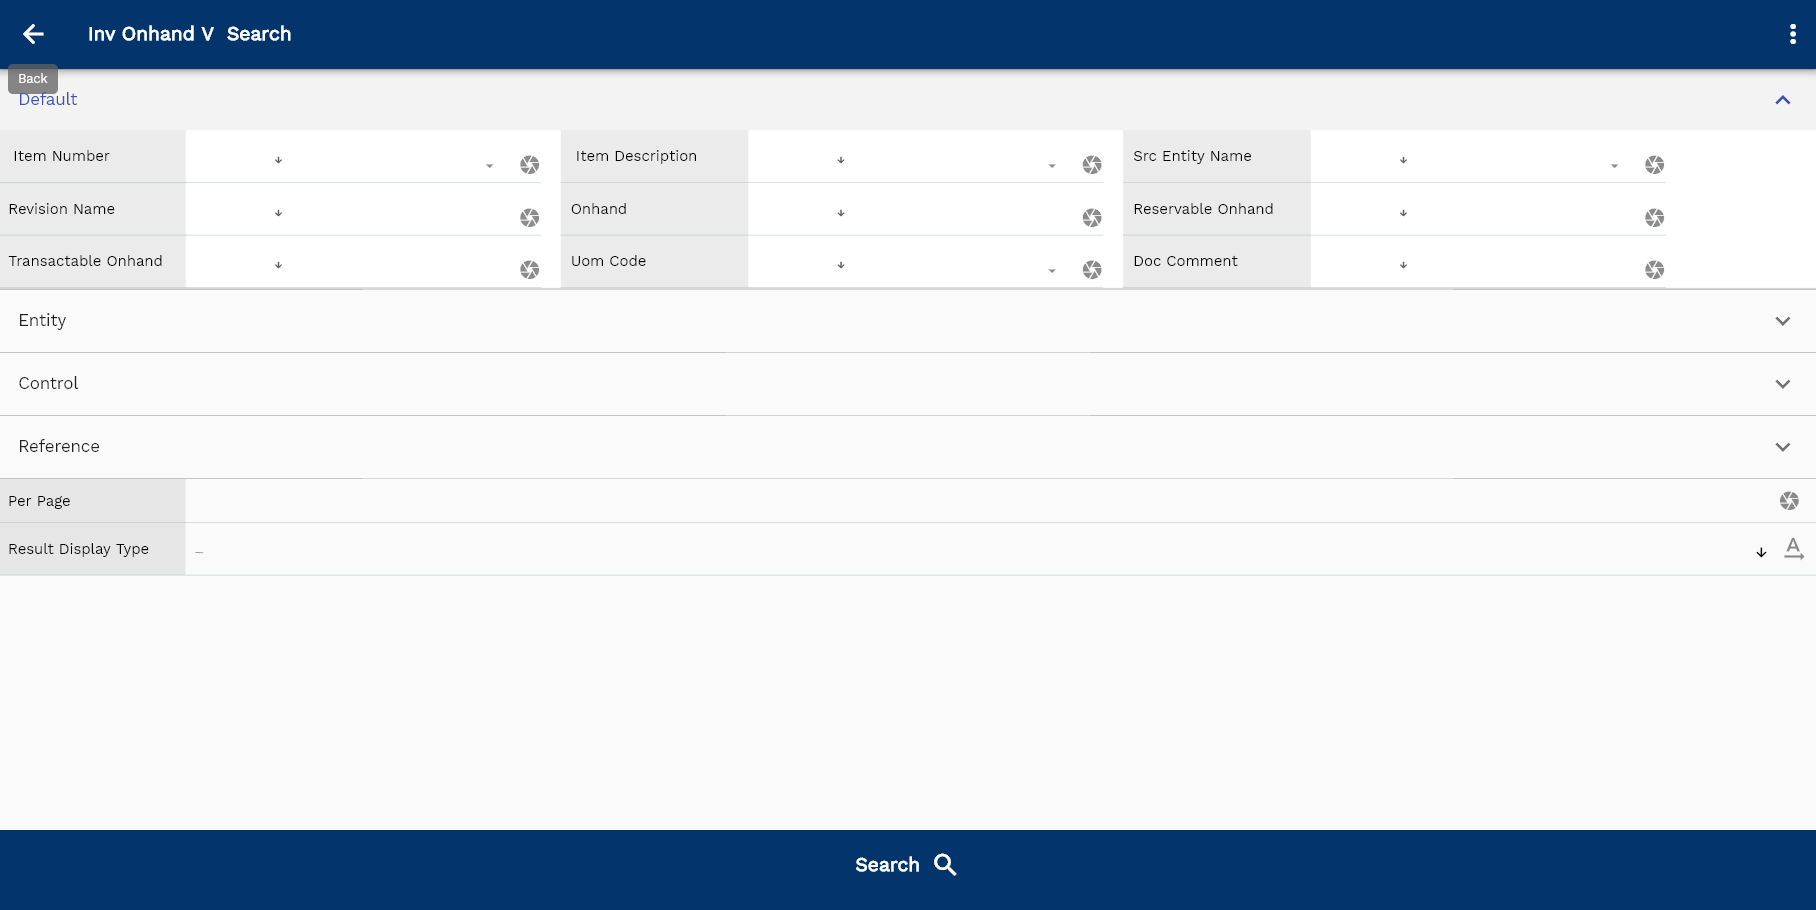 Inv Onhand V Search
Back
Default
Item Number
Item Description
Src Entity Name
Revision Name
Onhand
Reservable Onhand
Transactable Onhand
Uom Code
Doc Comment
Entity
Control
Reference
Per Page
Result Display Type
Search